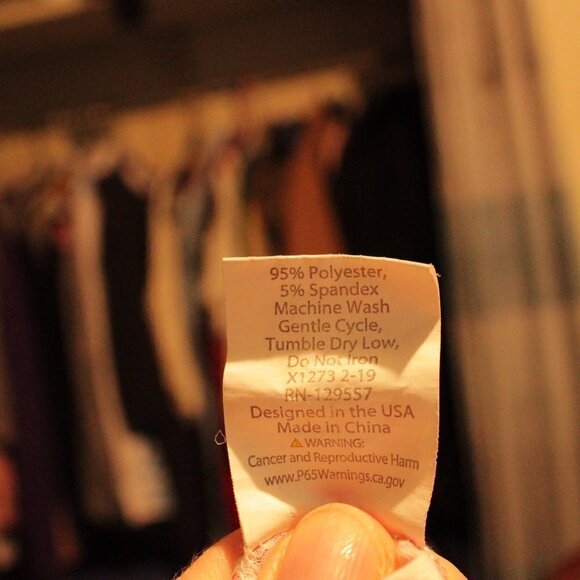 95% Polyester,
5% Spandex
Machine Wash
Gentle Cycle,
Tumble Dry Low,
Do Not Iron
X1273 2-19
RN-129557
Designed in the USA
Made in China
⚠ WARNING:
Cancer and Reproductive Harm
www.P65Warnings.ca.gov